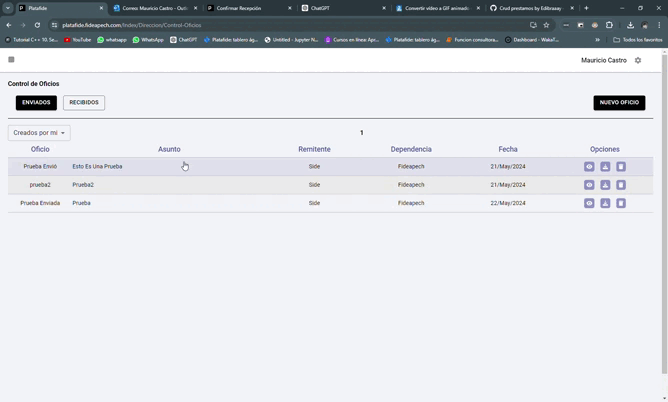 Platafide
Correo Mauricio Castro - Outlo
Confirmar Recepción
ChatGPT
Convertir vídeo a GIF animado
Crud prestamos by Edibraaay
platafide.fideapech.com/Index/Direccion/Control-Oficios
Tutorial C++ 10. Se...
YouTube
whatsapp
WhatsApp
ChatGPT
Platafide: tablero ág...
Untitled - Jupyter N...
Cursos en línea: Apr...
Platafide: tablero ág...
Funcion consultora...
Dashboard - WakaT...
Todos los favoritos
Mauricio Castro
Control de Oficios
ENVIADOS
RECIBIDOS
NUEVO OFICIO
Creados por mi
1
Oficio Asunto Remitente Dependencia Fecha Opciones
Prueba Envió Esto Es Una Prueba Side Fideapech 21/May/2024
prueba2 Prueba2 Side Fideapech 21/May/2024
Prueba Enviada Prueba Side Fideapech 22/May/2024